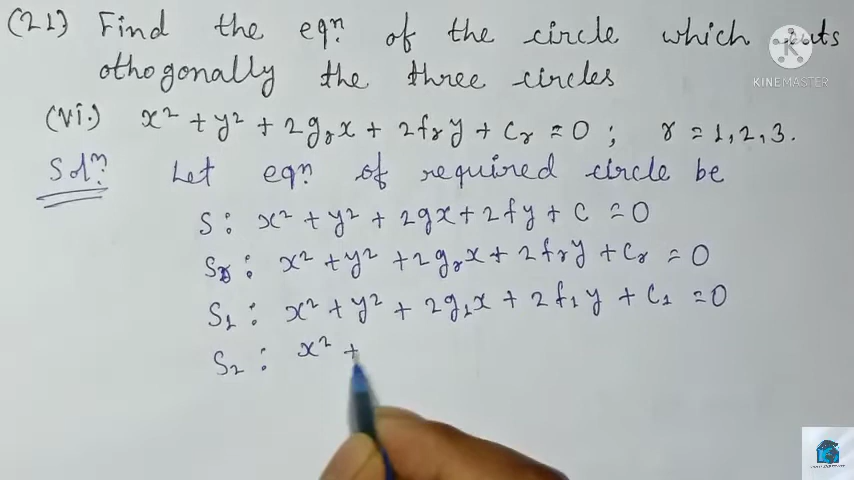 (21) Find the eqn. of the circle which cuts
othogonally the three circles
KINEMASTER
(vi.) x² + y² + 2gᵣx + 2fᵣy + cᵣ = 0 ; r = 1, 2, 3.
Soln. Let eqn. of required circle be
S : x² + y² + 2gx + 2fy + c = 0
Sᵣ : x² + y² + 2gᵣx + 2fᵣy + cᵣ = 0
S₁ : x² + y² + 2g₁x + 2f₁y + c₁ = 0
S₂ : x² +